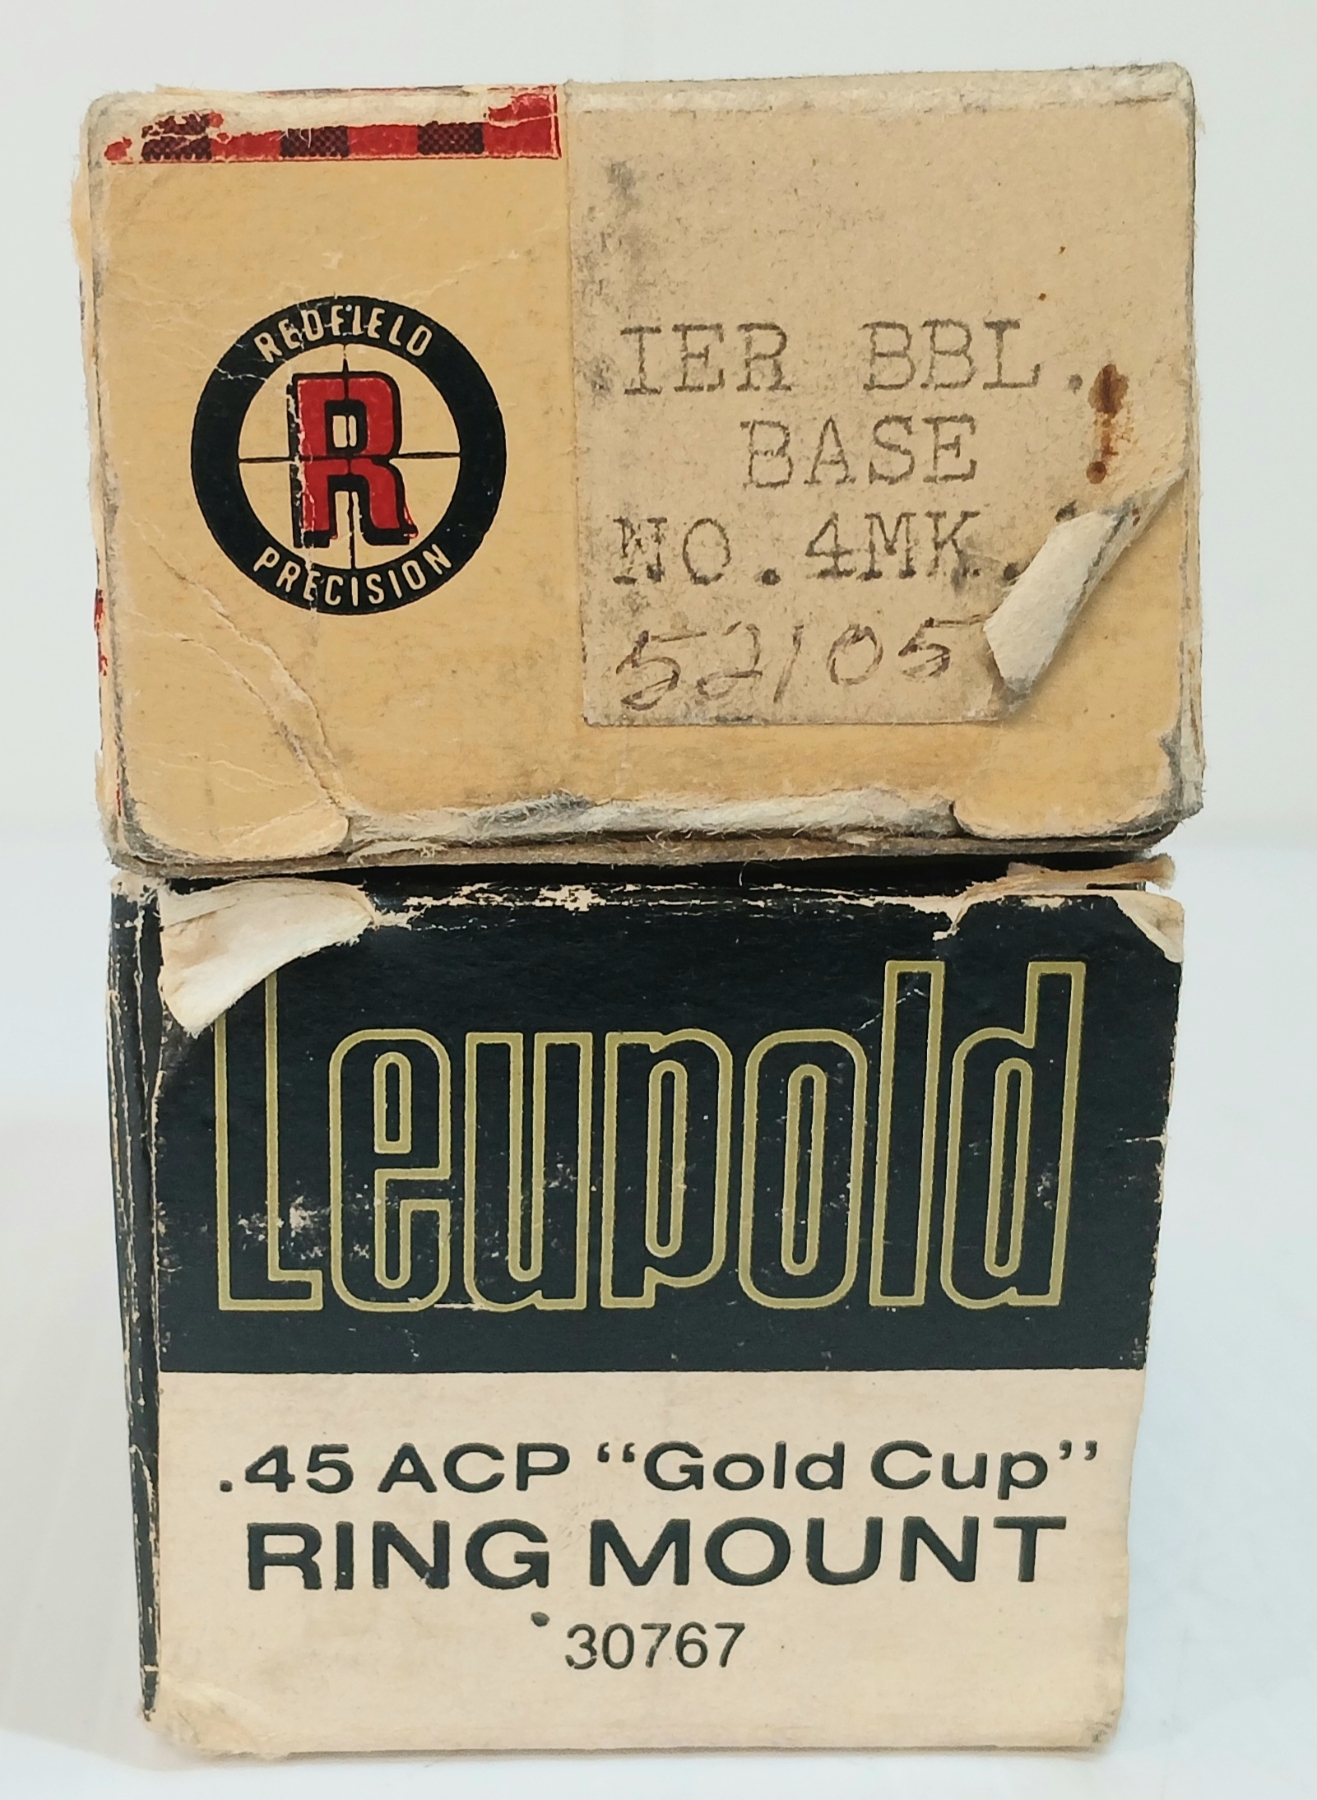 REDFIELD
R
PRECISION
IER BBL.
BASE
NO. 4MK.
52105
Leupold
.45 ACP “Gold Cup”
RING MOUNT
30767